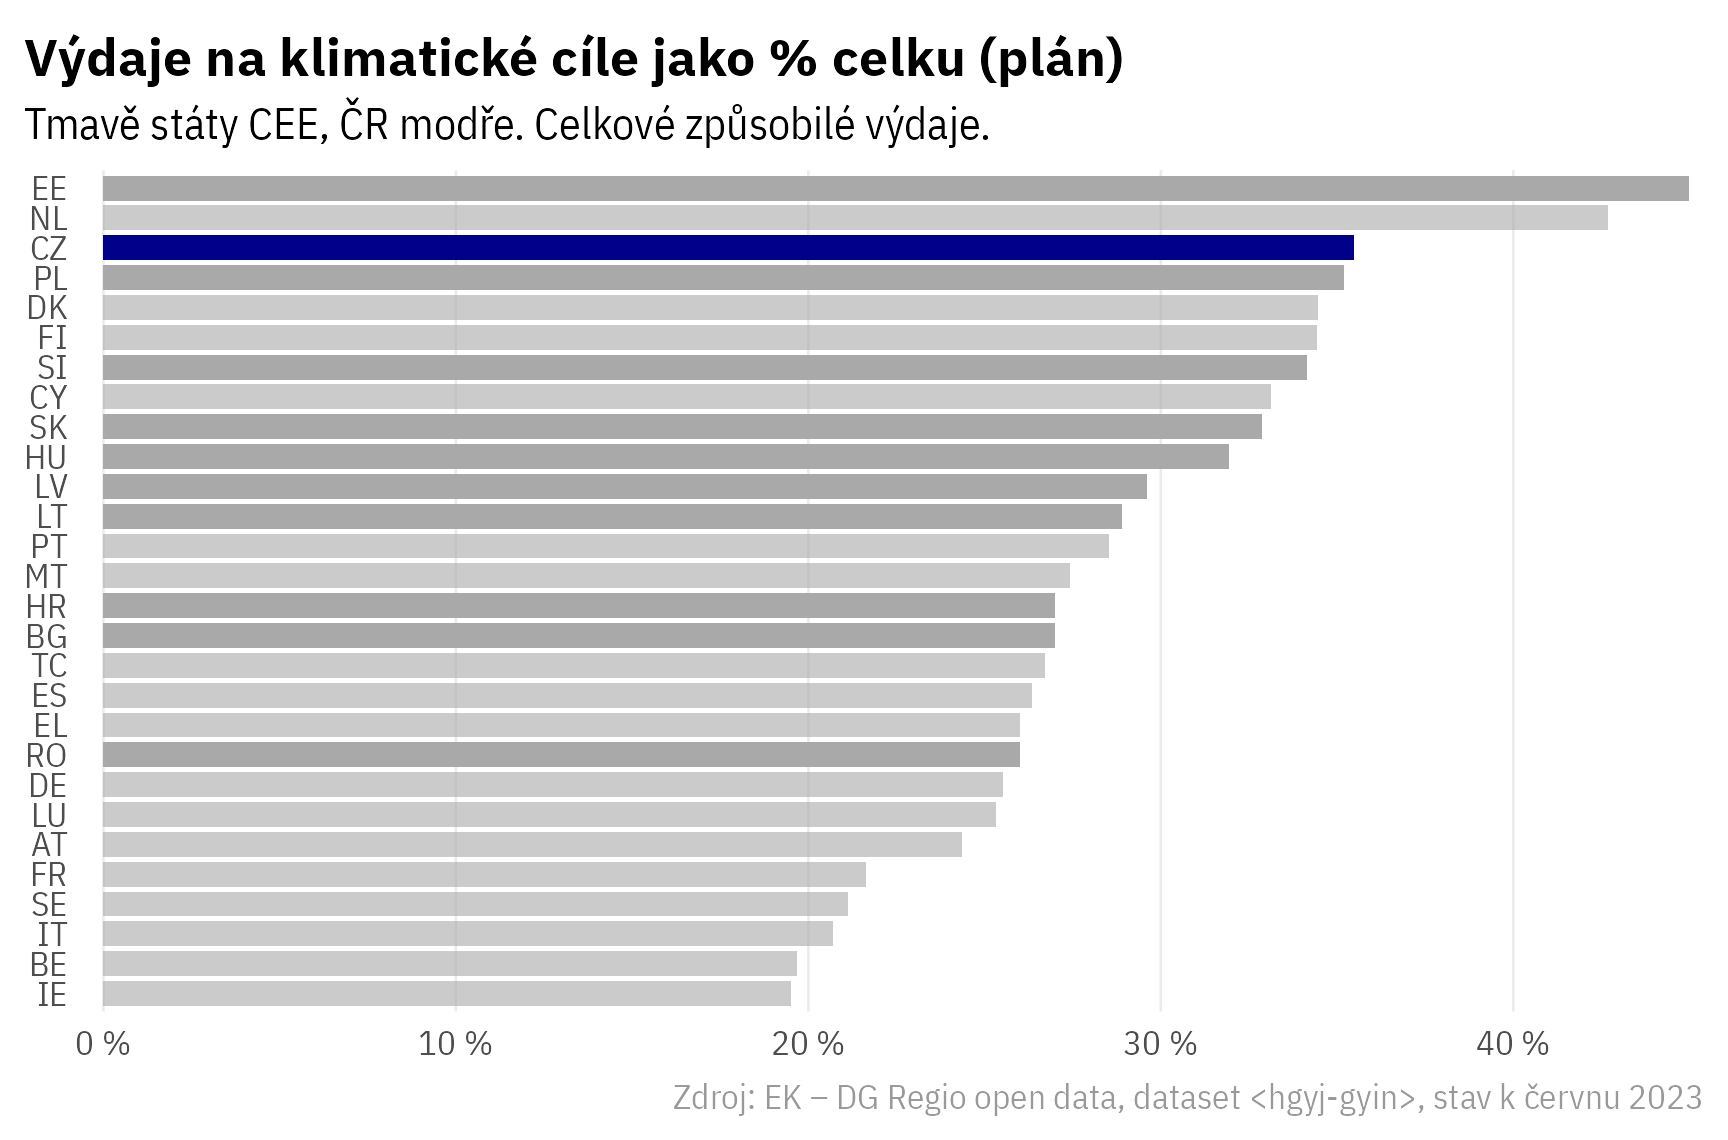 Výdaje na klimatické cíle jako % celku (plán)
Tmavě státy CEE, ČR modře. Celkové způsobilé výdaje.
EE
NL
CZ
PL
DK
FI
SI
CY
SK
HU
LV
LT
PT
MT
HR
BG
TC
ES
EL
RO
DE
LU
AT
FR
SE
IT
BE
IE
0 % 10 % 20 % 30 % 40 %
Zdroj: EK – DG Regio open data, dataset <hgyj-gyin>, stav k červnu 2023